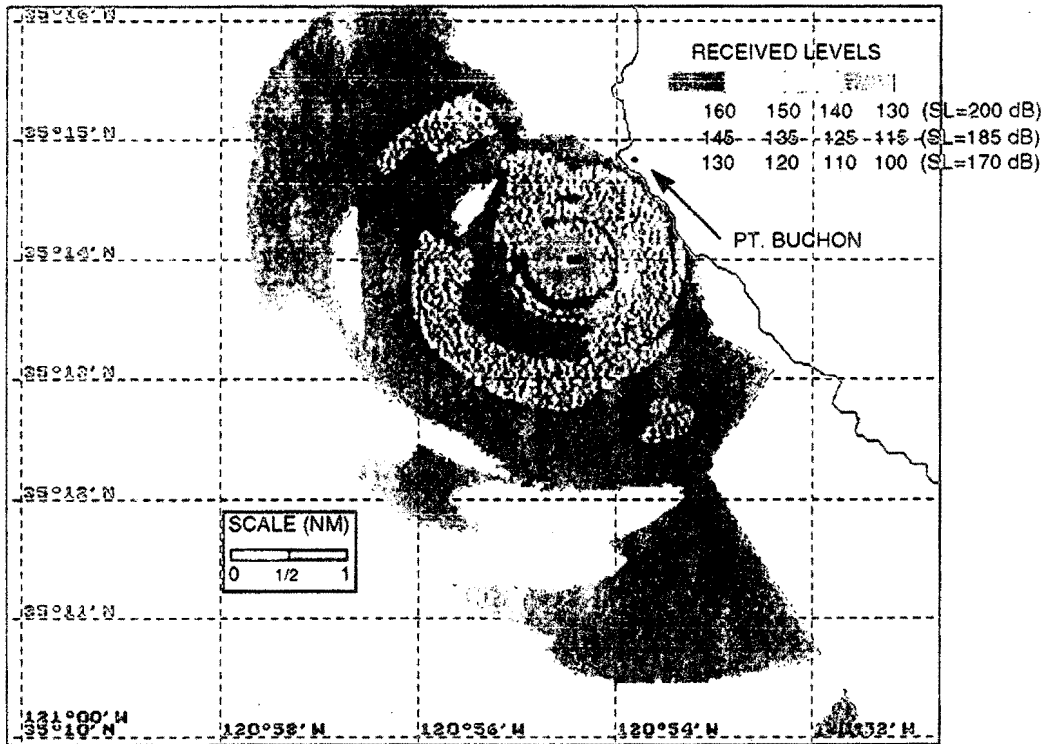 35°16'N
RECEIVED LEVELS
160 150 140 130 (SL=200 dB)
35°15'N
145 135 125 115 (SL=185 dB)
130 120 110 100 (SL=170 dB)
PT. BUCHON
35°14'N
35°13'N
35°12'N
SCALE (NM)
0 1/2 1
35°11'N
121°00'W
35°10'N 120°58'W 120°56'W 120°54'W